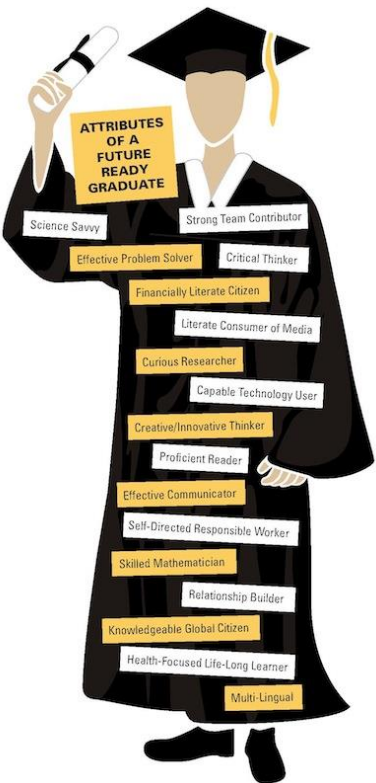 ATTRIBUTES
OF A
FUTURE
READY
GRADUATE
Science Savvy
Strong Team Contributor
Effective Problem Solver
Critical Thinker
Financially Literate Citizen
Literate Consumer of Media
Curious Researcher
Capable Technology User
Creative/Innovative Thinker
Proficient Reader
Effective Communicator
Self-Directed Responsible Worker
Skilled Mathematician
Relationship Builder
Knowledgeable Global Citizen
Health-Focused Life-Long Learner
Multi-Lingual